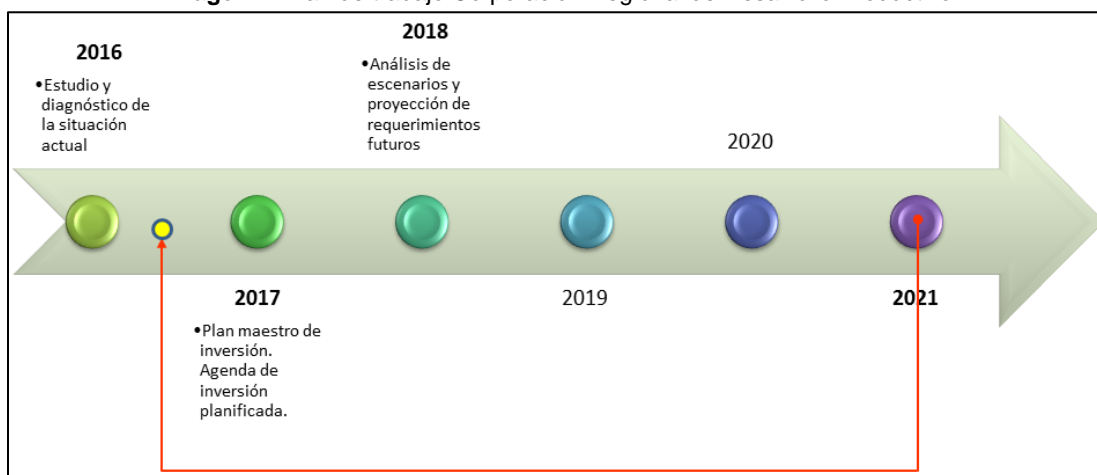 2016
•Estudio y
diagnóstico de
la situación
actual
2018
•Análisis de
escenarios y
proyección de
requerimientos
futuros
2020
2017
•Plan maestro de
inversión.
Agenda de
inversión
planificada.
2019
2021